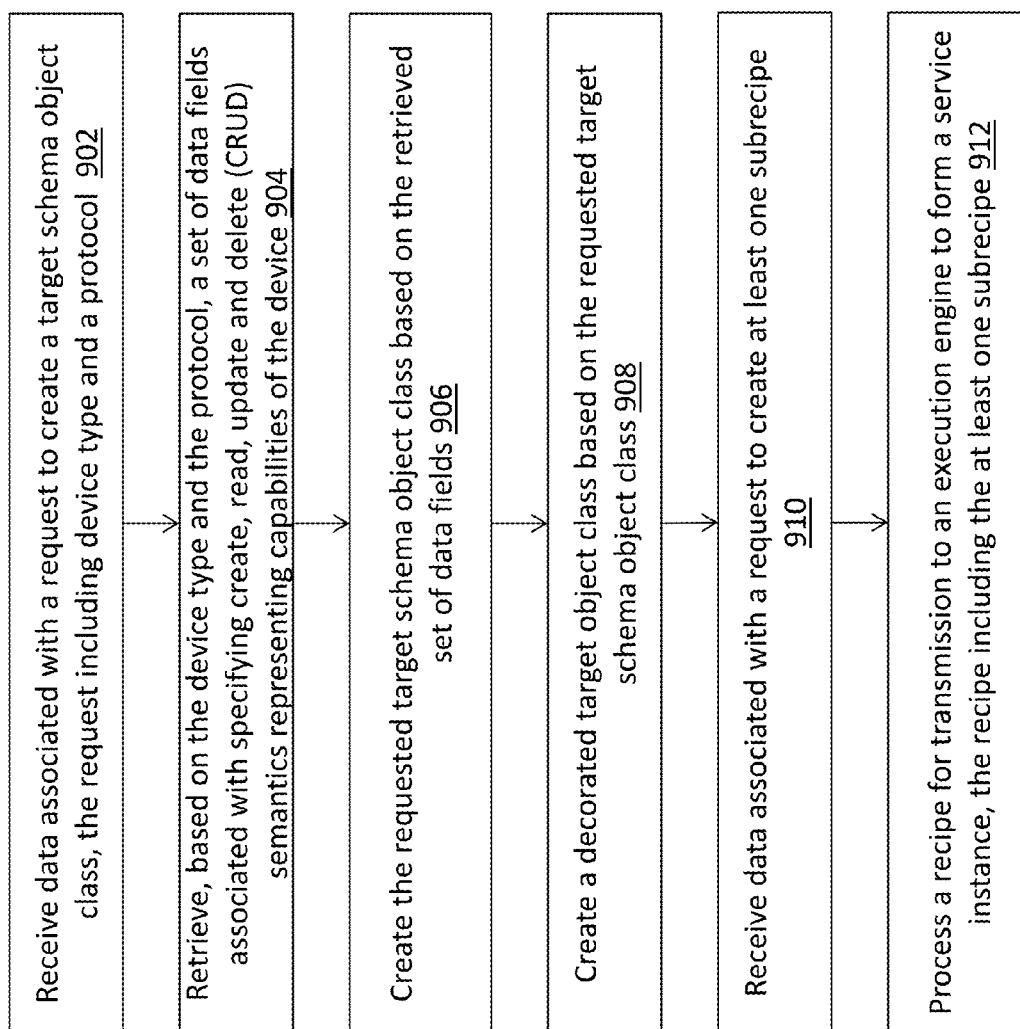 Receive data associated with a request to create a target schema object
class, the request including device type and a protocol 902
Retrieve, based on the device type and the protocol, a set of data fields
associated with specifying create, read, update and delete (CRUD)
semantics representing capabilities of the device 904
Create the requested target schema object class based on the retrieved
set of data fields 906
Create a decorated target object class based on the requested target
schema object class 908
Receive data associated with a request to create at least one subrecipe
910
Process a recipe for transmission to an execution engine to form a service
instance, the recipe including the at least one subrecipe 912